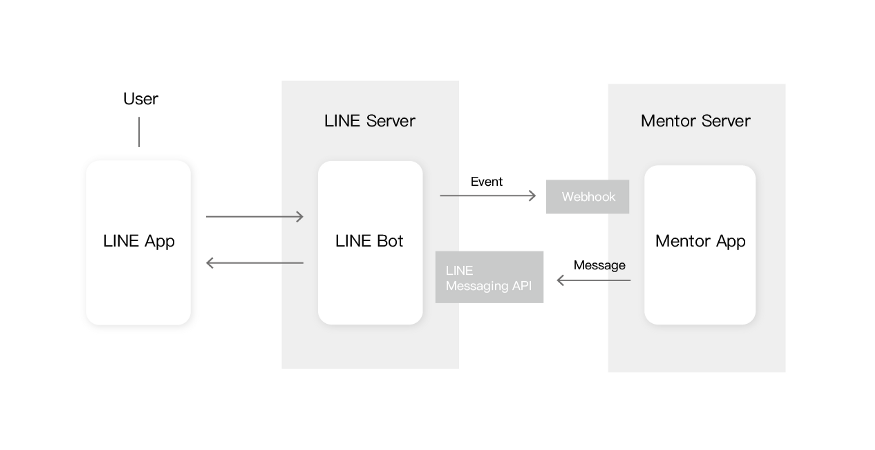 User
LINE App
LINE Server
LINE Bot
Event
Webhook
LINE
Messaging API
Message
Mentor Server
Mentor App